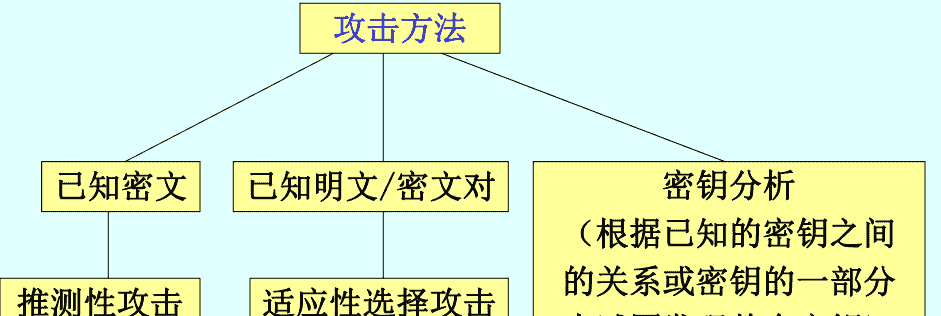 攻击方法
已知密文
已知明文/密文对
密钥分析
（根据已知的密钥之间
的关系或密钥的一部分
推测性攻击
适应性选择攻击